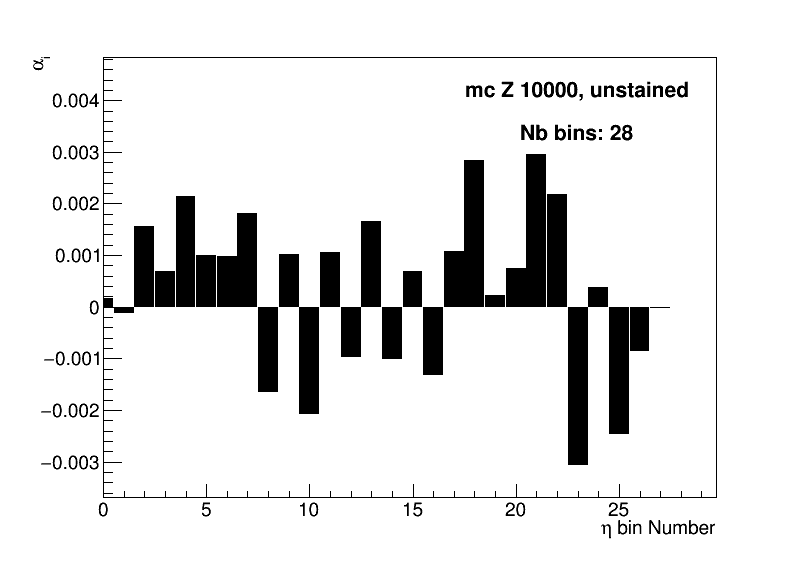 αi
mc Z 10000, unstained
Nb bins: 28
0.004
0.003
0.002
0.001
0
−0.001
−0.002
−0.003
0 5 10 15 20 25
η bin Number